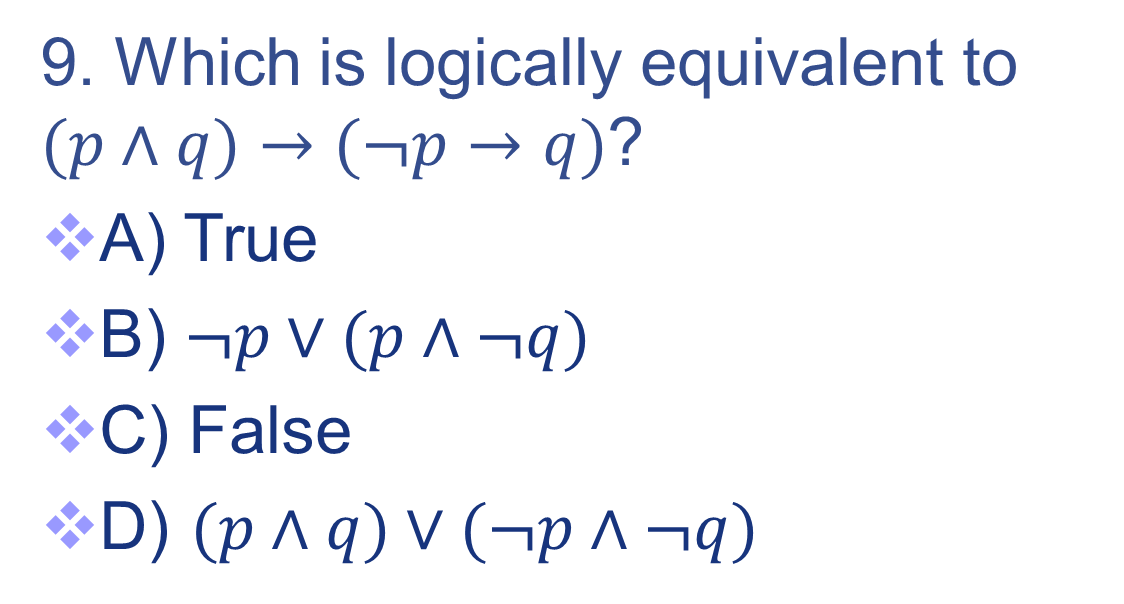 9. Which is logically equivalent to
(𝑝 ∧ 𝑞) → (¬𝑝 → 𝑞)?
❖A) True
❖B) ¬𝑝 ∨ (𝑝 ∧ ¬𝑞)
❖C) False
❖D) (𝑝 ∧ 𝑞) ∨ (¬𝑝 ∧ ¬𝑞)